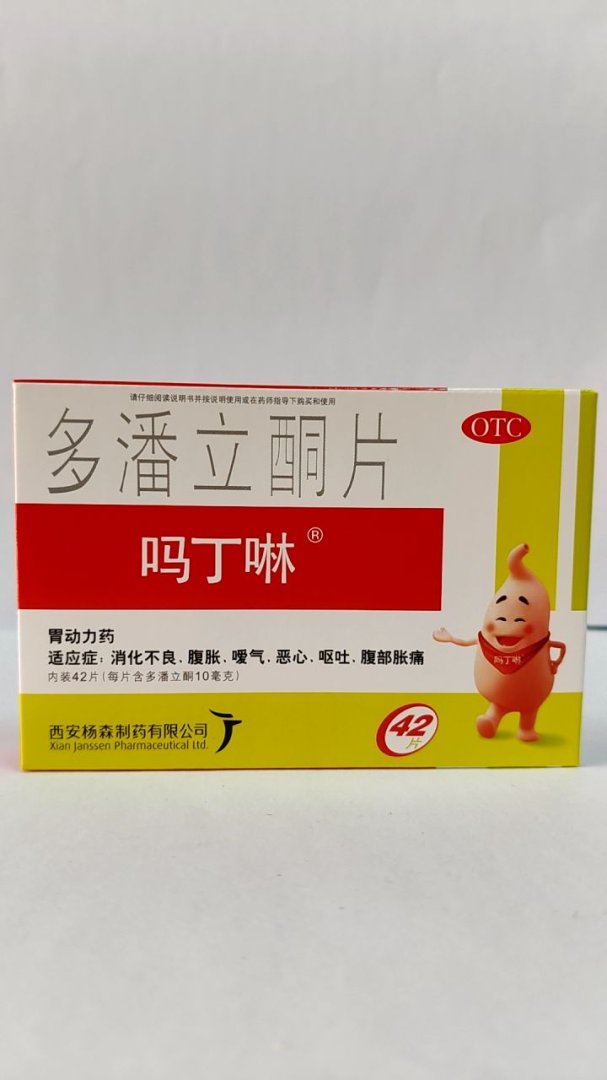 请仔细阅读说明书并按说明使用或在药师指导下购买和使用
多潘立酮片
OTC
吗丁啉®
胃动力药
适应症：消化不良、腹胀、嗳气、恶心、呕吐、腹部胀痛
内装42片(每片含多潘立酮10毫克)
吗丁啉
西安杨森制药有限公司
Xian Janssen Pharmaceutical Ltd.
42
片